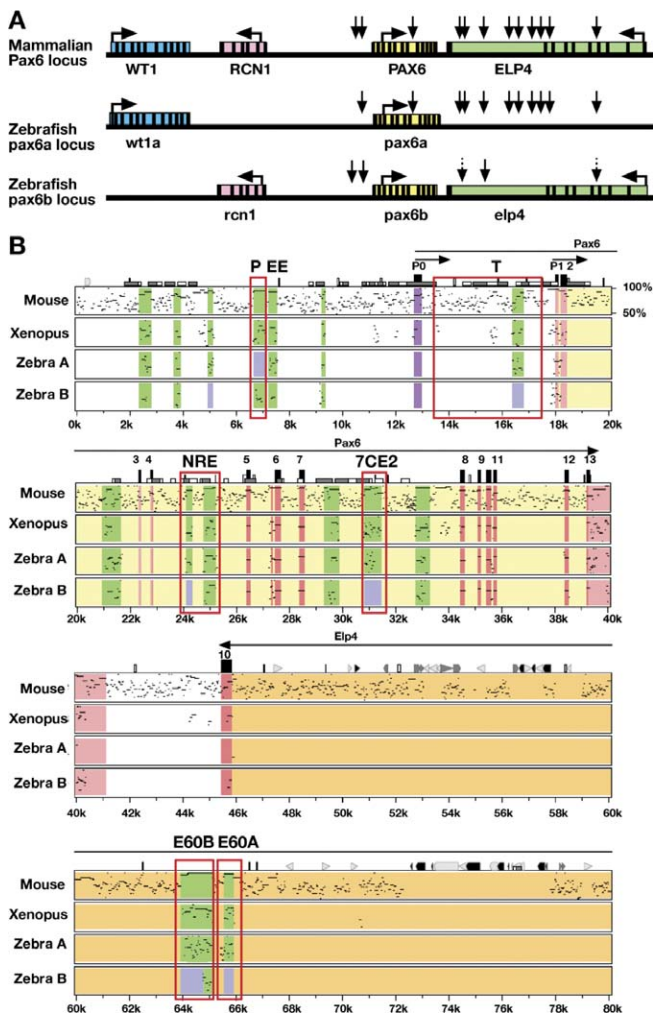 A
Mammalian
Pax6 locus
WT1 RCN1 PAX6 ELP4
Zebrafish
pax6a locus
wt1a pax6a
Zebrafish
pax6b locus
rcn1 pax6b elp4
B
Pax6
P EE P0 T P1 2
Mouse 100%
50%
Xenopus
Zebra A
Zebra B
0k 2k 4k 6k 8k 10k 12k 14k 16k 18k 20k
Pax6
3 4 NRE 5 6 7 7CE2 8 9 11 12 13
Mouse
Xenopus
Zebra A
Zebra B
20k 22k 24k 26k 28k 30k 32k 34k 36k 38k 40k
Elp4
10
Mouse
Xenopus
Zebra A
Zebra B
40k 42k 44k 46k 48k 50k 52k 54k 56k 58k 60k
E60B E60A
Mouse
Xenopus
Zebra A
Zebra B
60k 62k 64k 66k 68k 70k 72k 74k 76k 78k 80k